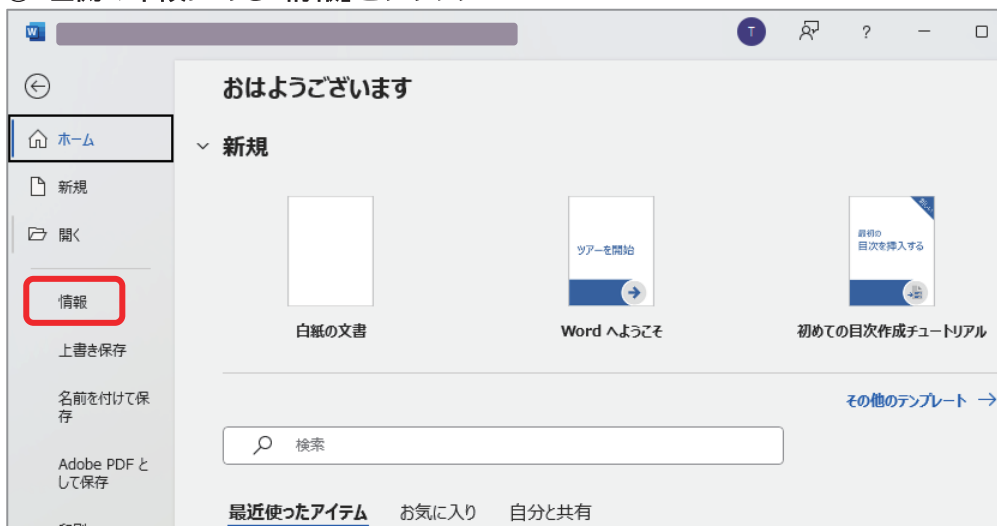 W
T
?
おはようございます
ホーム
新規
新規
開く
ツアーを開始
最初の
目次を挿入する
情報
白紙の文書
Word へようこそ
初めての目次作成チュートリアル
上書き保存
名前を付けて保
存
その他のテンプレート →
検索
Adobe PDF と
して保存
最近使ったアイテム お気に入り 自分と共有